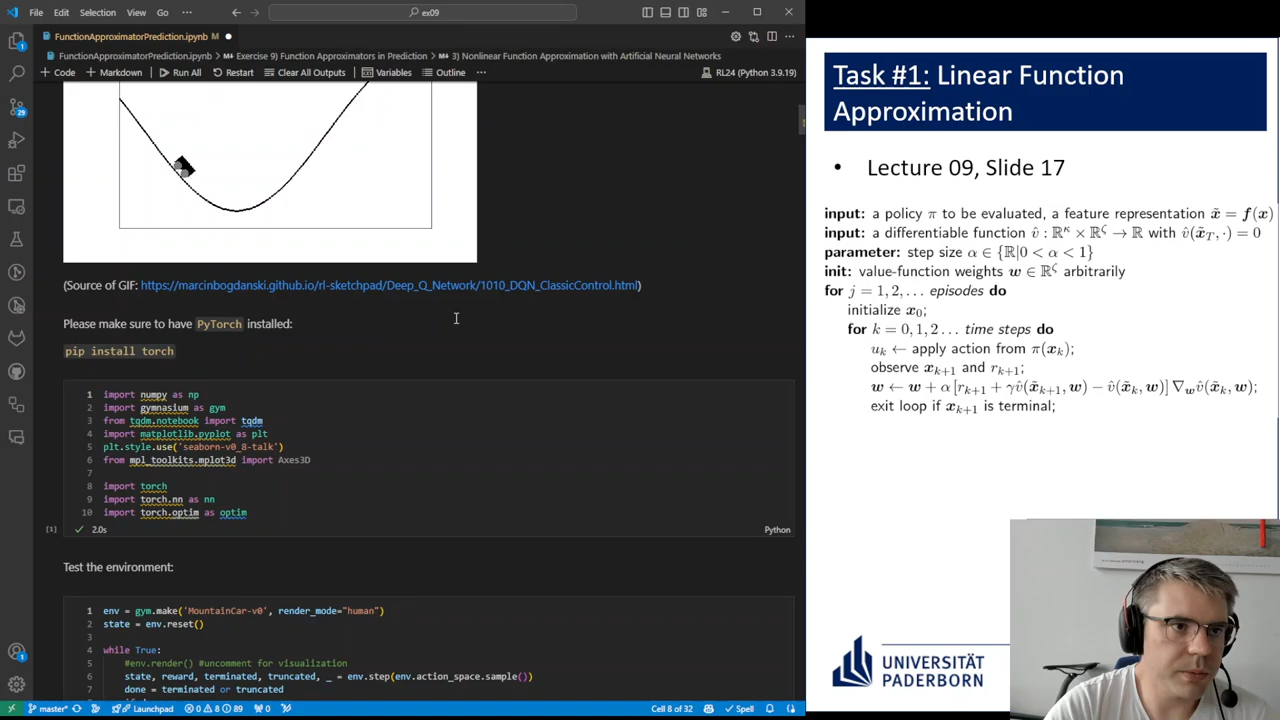 File Edit Selection View Go ···
ex09
FunctionApproximatorPrediction.ipynb M
FunctionApproximatorPrediction.ipynb > Exercise 9) Function Approximators in Prediction > 3) Nonlinear Function Approximation with Artificial Neural Networks
+ Code + Markdown Run All Restart Clear All Outputs Variables Outline ··· RL24 (Python 3.9.19)
(Source of GIF: https://marcinbogdanski.github.io/rl-sketchpad/Deep_Q_Network/1010_DQN_ClassicControl.html)
Please make sure to have PyTorch installed:
pip install torch
1 import numpy as np
2 import gymnasium as gym
3 from tqdm.notebook import tqdm
4 import matplotlib.pyplot as plt
5 plt.style.use('seaborn-v0_8-talk')
6 from mpl_toolkits.mplot3d import Axes3D
7
8 import torch
9 import torch.nn as nn
10 import torch.optim as optim
[1] ✓ 2.0s Python
Test the environment:
1 env = gym.make('MountainCar-v0', render_mode="human")
2 state = env.reset()
3
4 while True:
5 #env.render() #uncomment for visualization
6 state, reward, terminated, truncated, _ = env.step(env.action_space.sample())
7 done = terminated or truncated
master* Launchpad 0 8 89 0 Cell 8 of 32 Spell
Task #1: Linear Function
Approximation
• Lecture 09, Slide 17
input: a policy π to be evaluated, a feature representation x̃ = f(x)
input: a differentiable function v̂ : ℝ^κ × ℝ^ζ → ℝ with v̂(x̃_T, ·) = 0
parameter: step size α ∈ {ℝ|0 < α < 1}
init: value-function weights w ∈ ℝ^ζ arbitrarily
for j = 1, 2, … episodes do
initialize x₀;
for k = 0, 1, 2 … time steps do
u_k ← apply action from π(x_k);
observe x_{k+1} and r_{k+1};
w ← w + α [r_{k+1} + γv̂(x̃_{k+1}, w) − v̂(x̃_k, w)] ∇_w v̂(x̃_k, w);
exit loop if x_{k+1} is terminal;
UNIVERSITÄT
PADERBORN